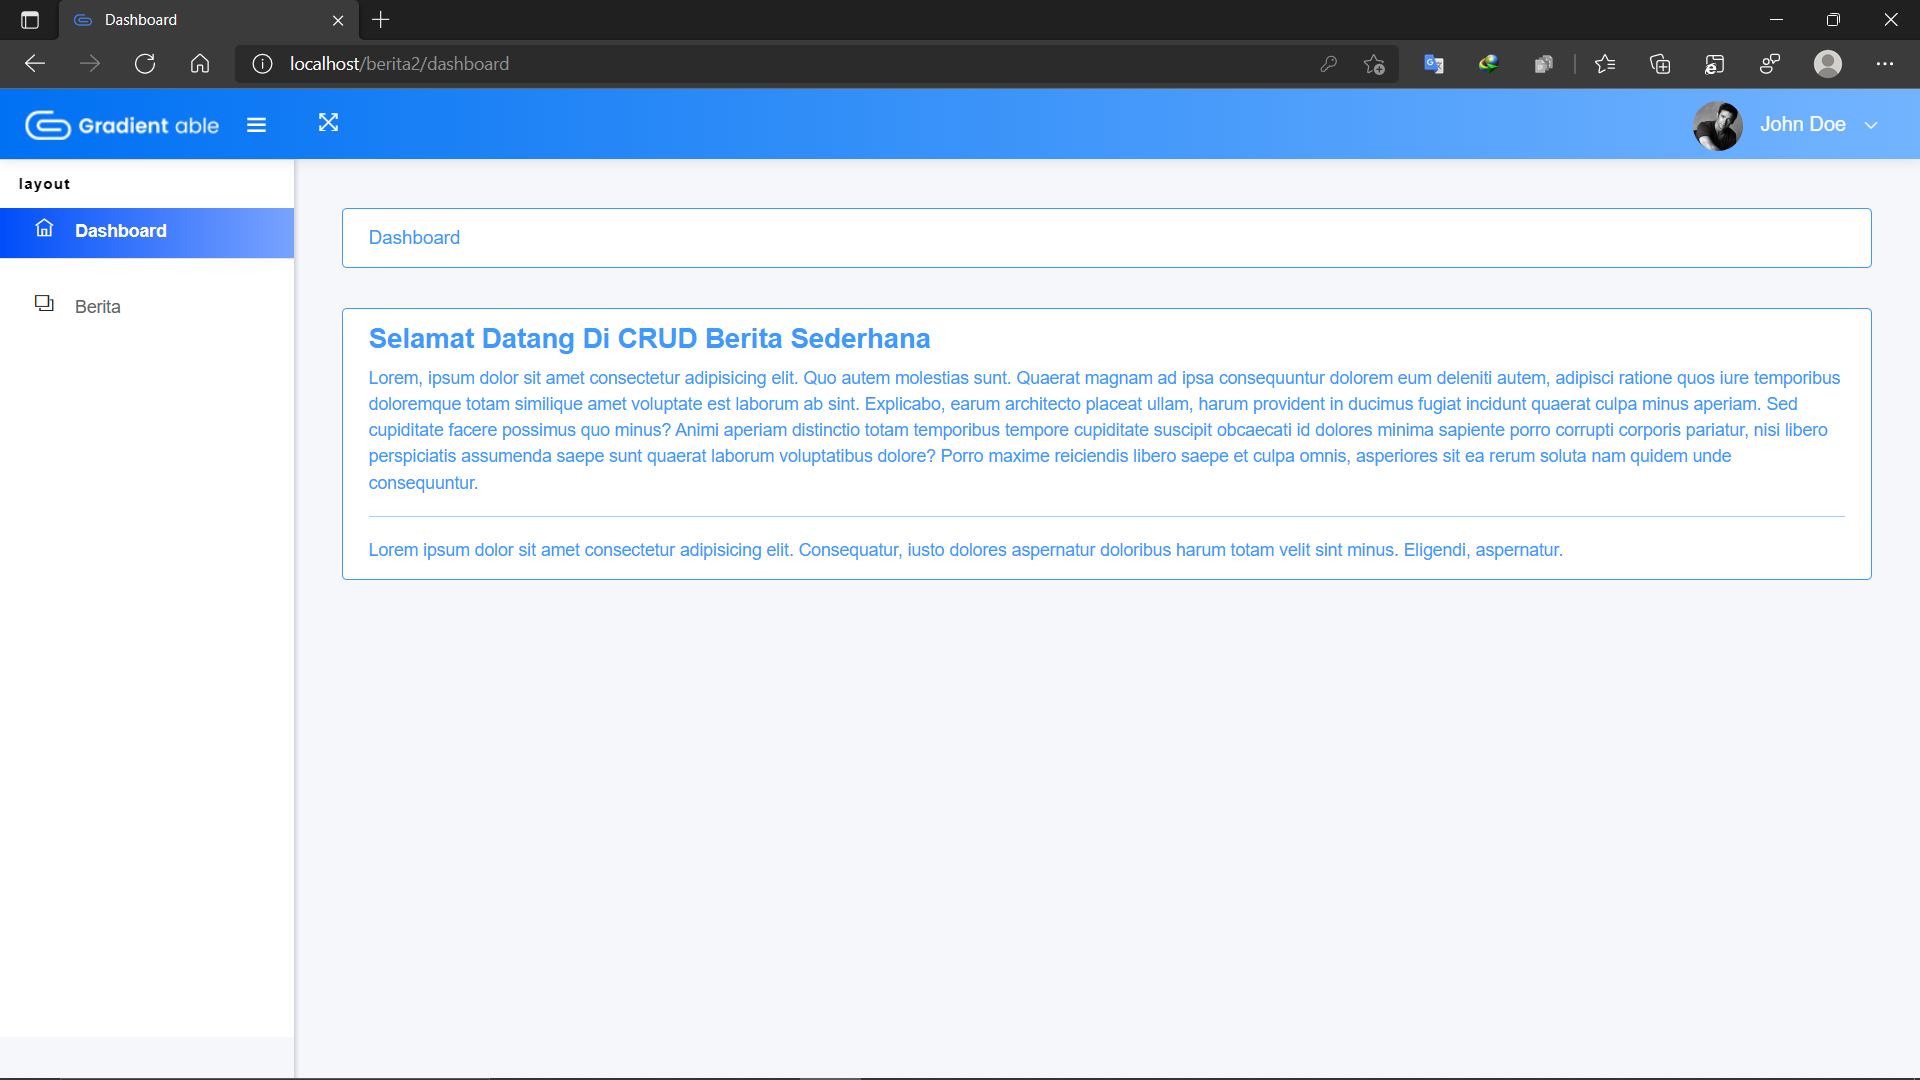 Dashboard
localhost/berita2/dashboard
Gradient able
John Doe
layout
Dashboard
Berita
Dashboard
Selamat Datang Di CRUD Berita Sederhana
Lorem, ipsum dolor sit amet consectetur adipisicing elit. Quo autem molestias sunt. Quaerat magnam ad ipsa consequuntur dolorem eum deleniti autem, adipisci ratione quos iure temporibus
doloremque totam similique amet voluptate est laborum ab sint. Explicabo, earum architecto placeat ullam, harum provident in ducimus fugiat incidunt quaerat culpa minus aperiam. Sed
cupiditate facere possimus quo minus? Animi aperiam distinctio totam temporibus tempore cupiditate suscipit obcaecati id dolores minima sapiente porro corrupti corporis pariatur, nisi libero
perspiciatis assumenda saepe sunt quaerat laborum voluptatibus dolore? Porro maxime reiciendis libero saepe et culpa omnis, asperiores sit ea rerum soluta nam quidem unde
consequuntur.
Lorem ipsum dolor sit amet consectetur adipisicing elit. Consequatur, iusto dolores aspernatur doloribus harum totam velit sint minus. Eligendi, aspernatur.